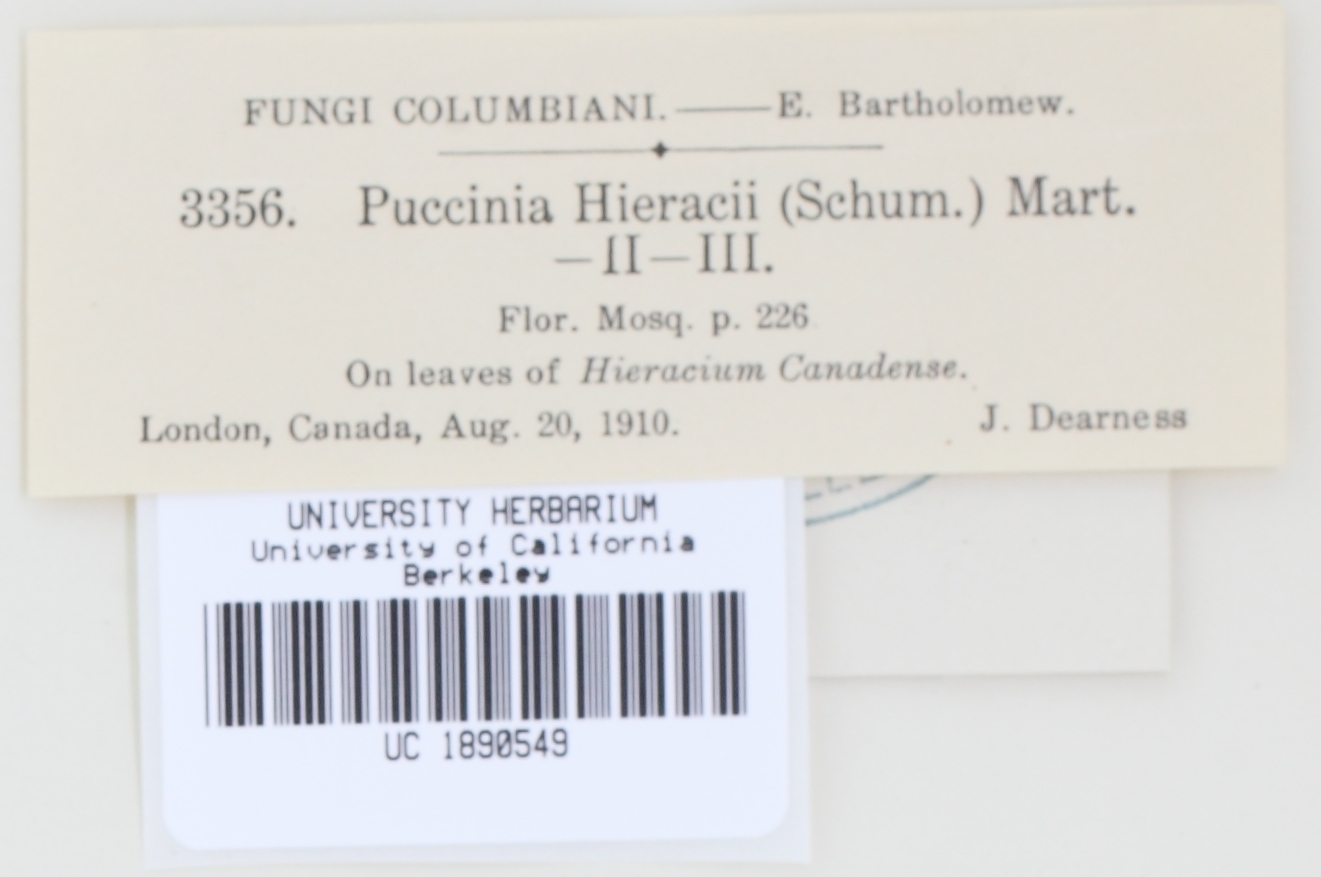 FUNGI COLUMBIANI.——E. Bartholomew.
3356. Puccinia Hieracii (Schum.) Mart.
—II—III.
Flor. Mosq. p. 226
On leaves of Hieracium Canadense.
London, Canada, Aug. 20, 1910. J. Dearness
UNIVERSITY HERBARIUM
University of California
Berkeley
UC 1890549